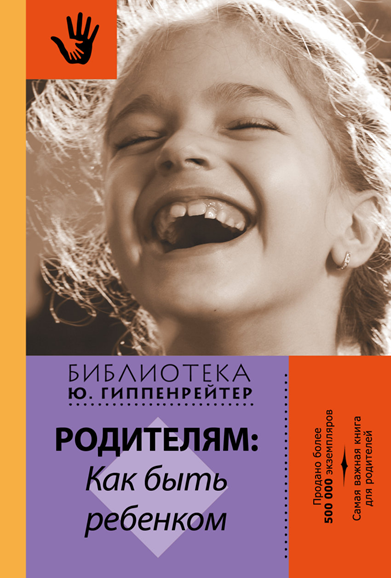 БИБЛИОТЕКА
Ю. ГИППЕНРЕЙТЕР
РОДИТЕЛЯМ:
Как быть
ребенком
Продано более
500 000 экземпляров
Самая важная книга
для родителей